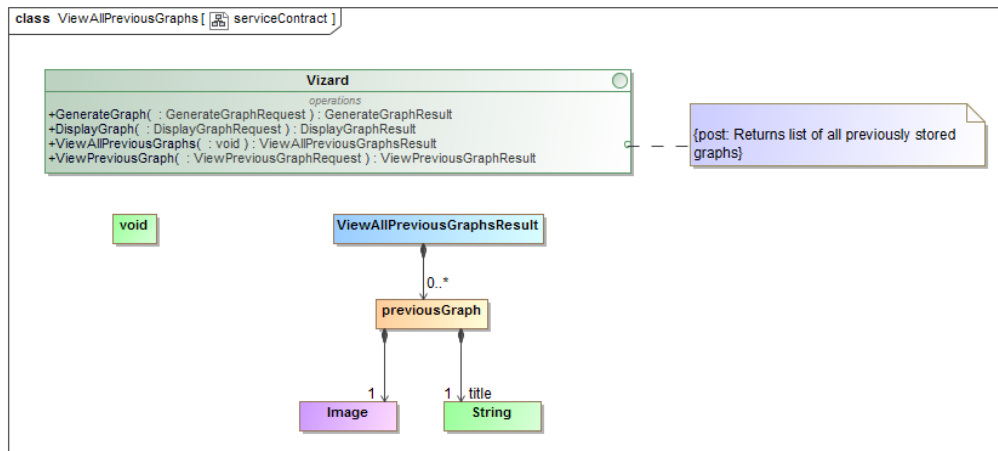 class ViewAllPreviousGraphs [ serviceContract ]
Vizard
operations
+GenerateGraph( : GenerateGraphRequest ) : GenerateGraphResult
+DisplayGraph( : DisplayGraphRequest ) : DisplayGraphResult
+ViewAllPreviousGraphs( : void ) : ViewAllPreviousGraphsResult
+ViewPreviousGraph( : ViewPreviousGraphRequest ) : ViewPreviousGraphResult
{post: Returns list of all previously stored
graphs}
void
ViewAllPreviousGraphsResult
0..*
previousGraph
1
1 title
Image
String